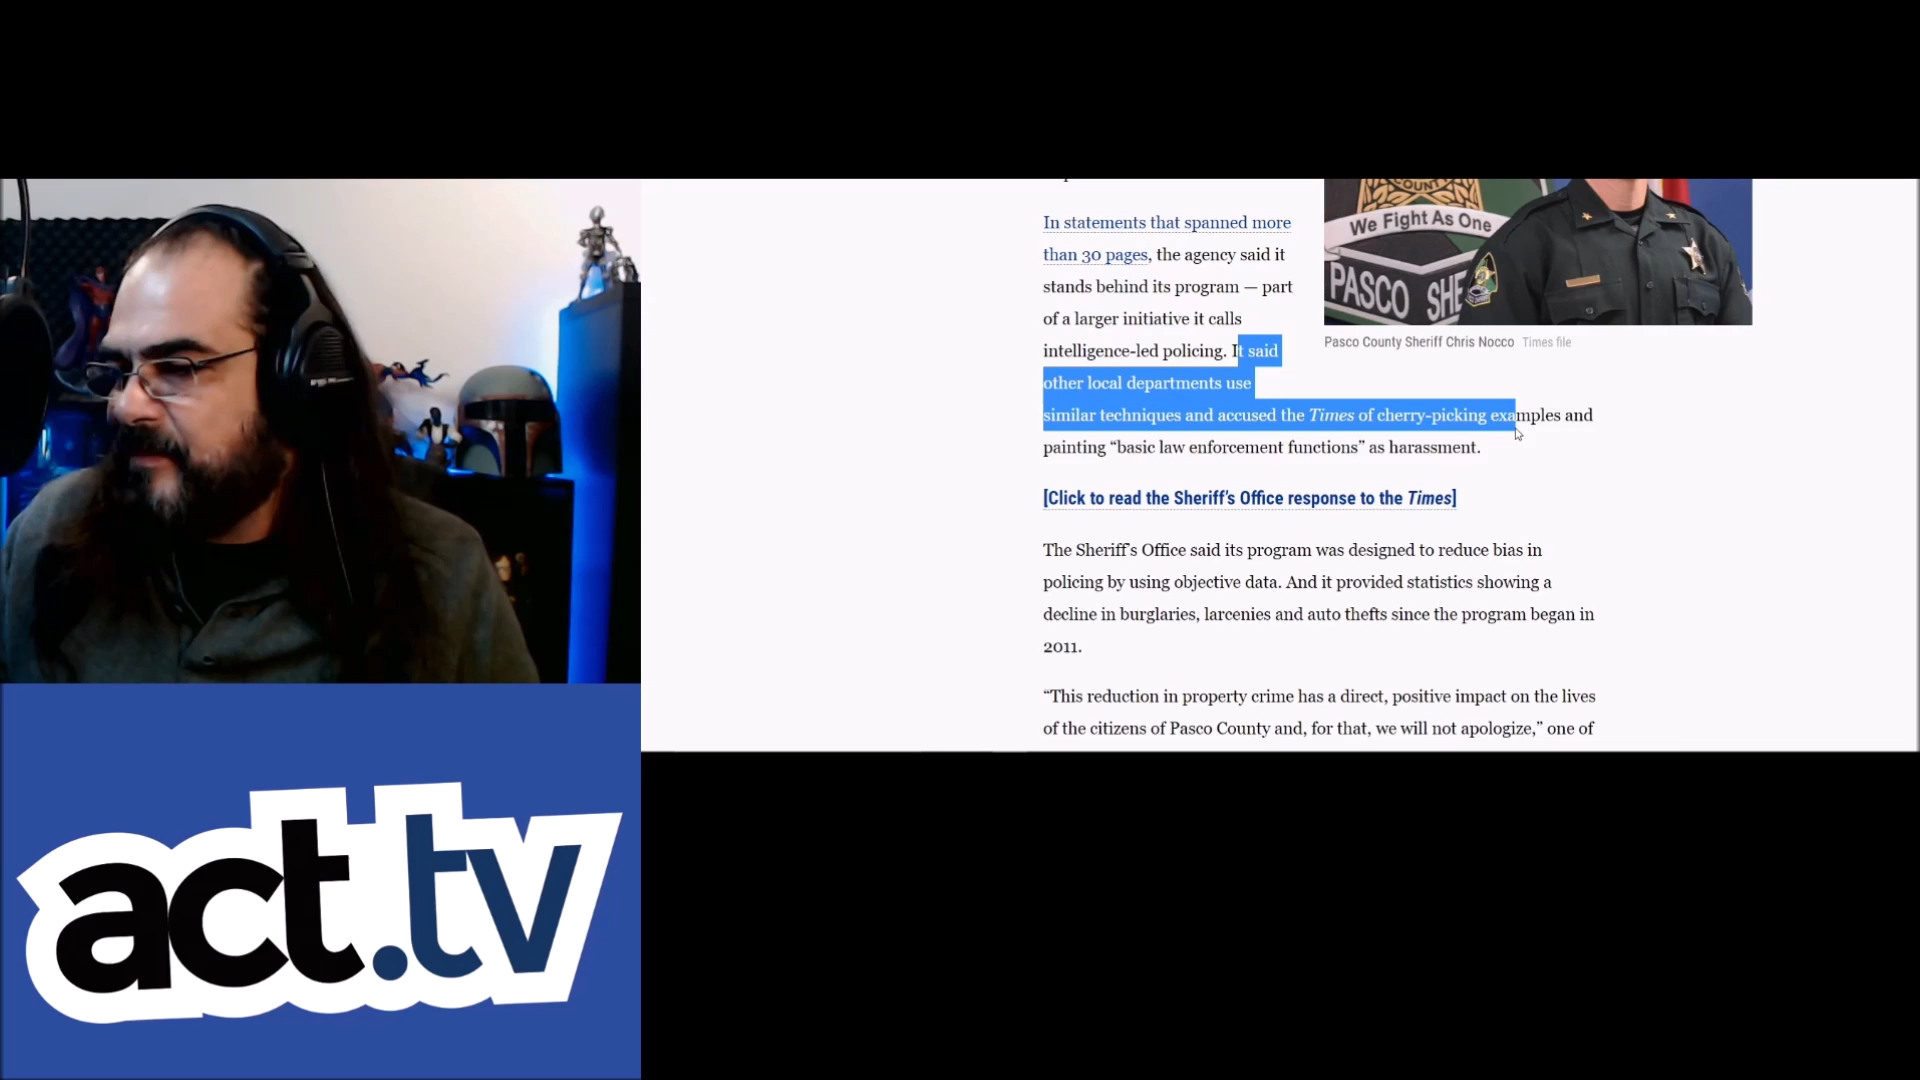 In statements that spanned more
than 30 pages, the agency said it
stands behind its program — part
of a larger initiative it calls
intelligence-led policing. It said
other local departments use
similar techniques and accused the Times of cherry-picking examples and
painting “basic law enforcement functions” as harassment.
[Click to read the Sheriff’s Office response to the Times]
The Sheriff’s Office said its program was designed to reduce bias in
policing by using objective data. And it provided statistics showing a
decline in burglaries, larcenies and auto thefts since the program began in
2011.
“This reduction in property crime has a direct, positive impact on the lives
of the citizens of Pasco County and, for that, we will not apologize,” one of
COUNTY
We Fight As One
PASCO SHE
Pasco County Sheriff Chris Nocco Times file
act.tv